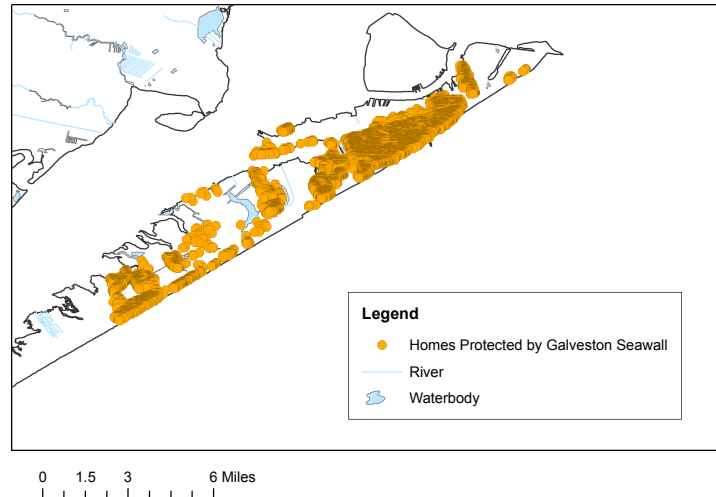 Legend
Homes Protected by Galveston Seawall
River
Waterbody
0 1.5 3 6 Miles